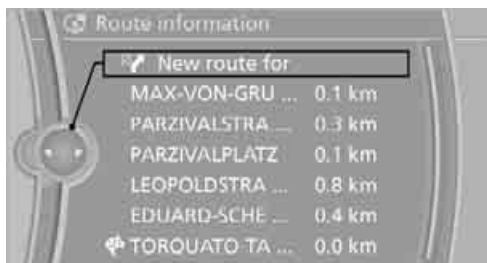 Route information
New route for
MAX-VON-GRU ... 0.1 km
PARZIVALSTRA ... 0.3 km
PARZIVALPLATZ 0.1 km
LEOPOLDSTRA ... 0.8 km
EDUARD-SCHE ... 0.4 km
TORQUATO TA ... 0.0 km